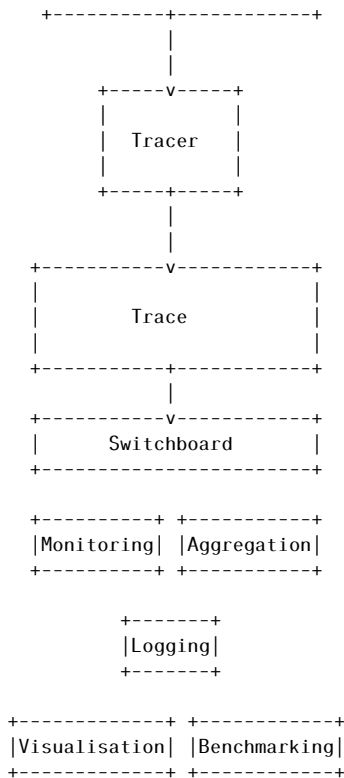 Tracer
Trace
Switchboard
Monitoring Aggregation
Logging
Visualisation Benchmarking